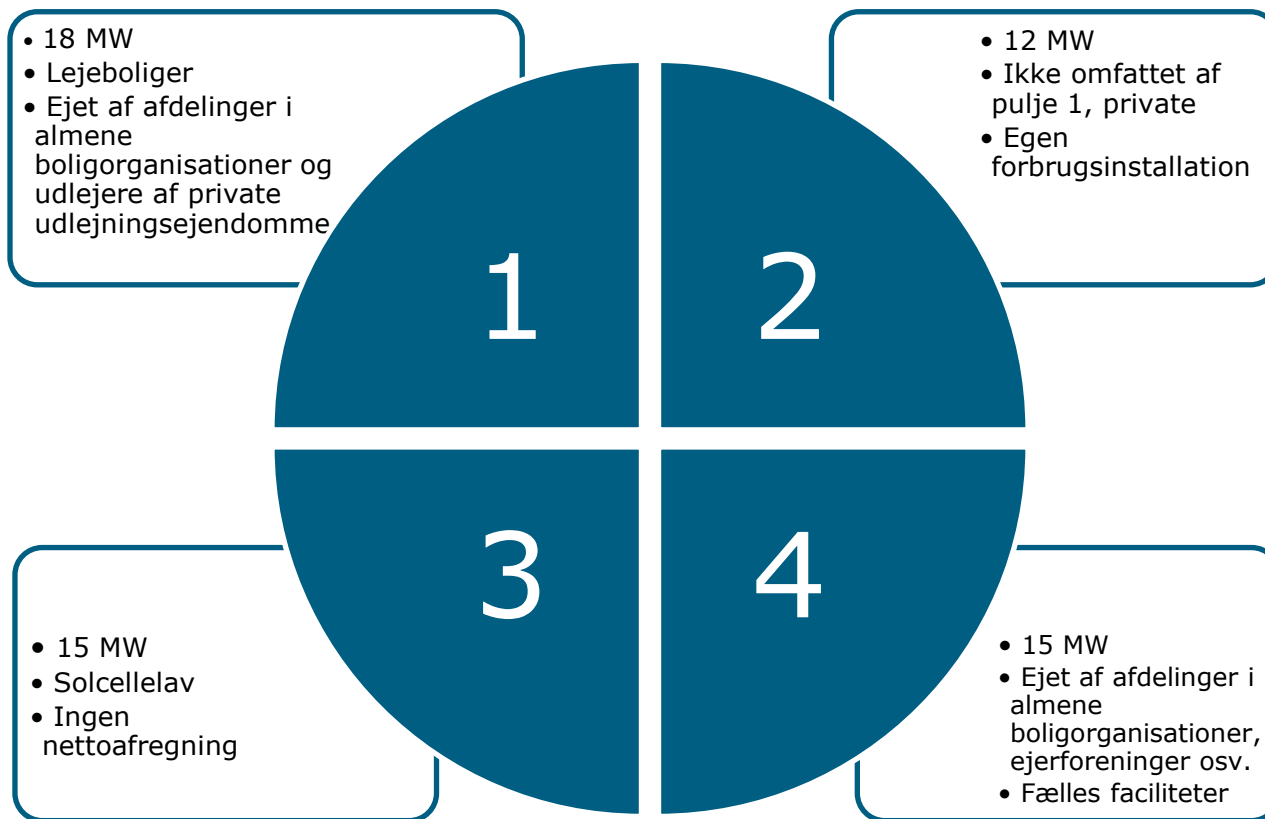 • 18 MW
• Lejeboliger
• Ejet af afdelinger i
almene
boligorganisationer og
udlejere af private
udlejningsejendomme
1
• 12 MW
• Ikke omfattet af
pulje 1, private
• Egen
forbrugsinstallation
2
• 15 MW
• Solcellelav
• Ingen
nettoafregning
3
• 15 MW
• Ejet af afdelinger i
almene
boligorganisationer,
ejerforeninger osv.
• Fælles faciliteter
4